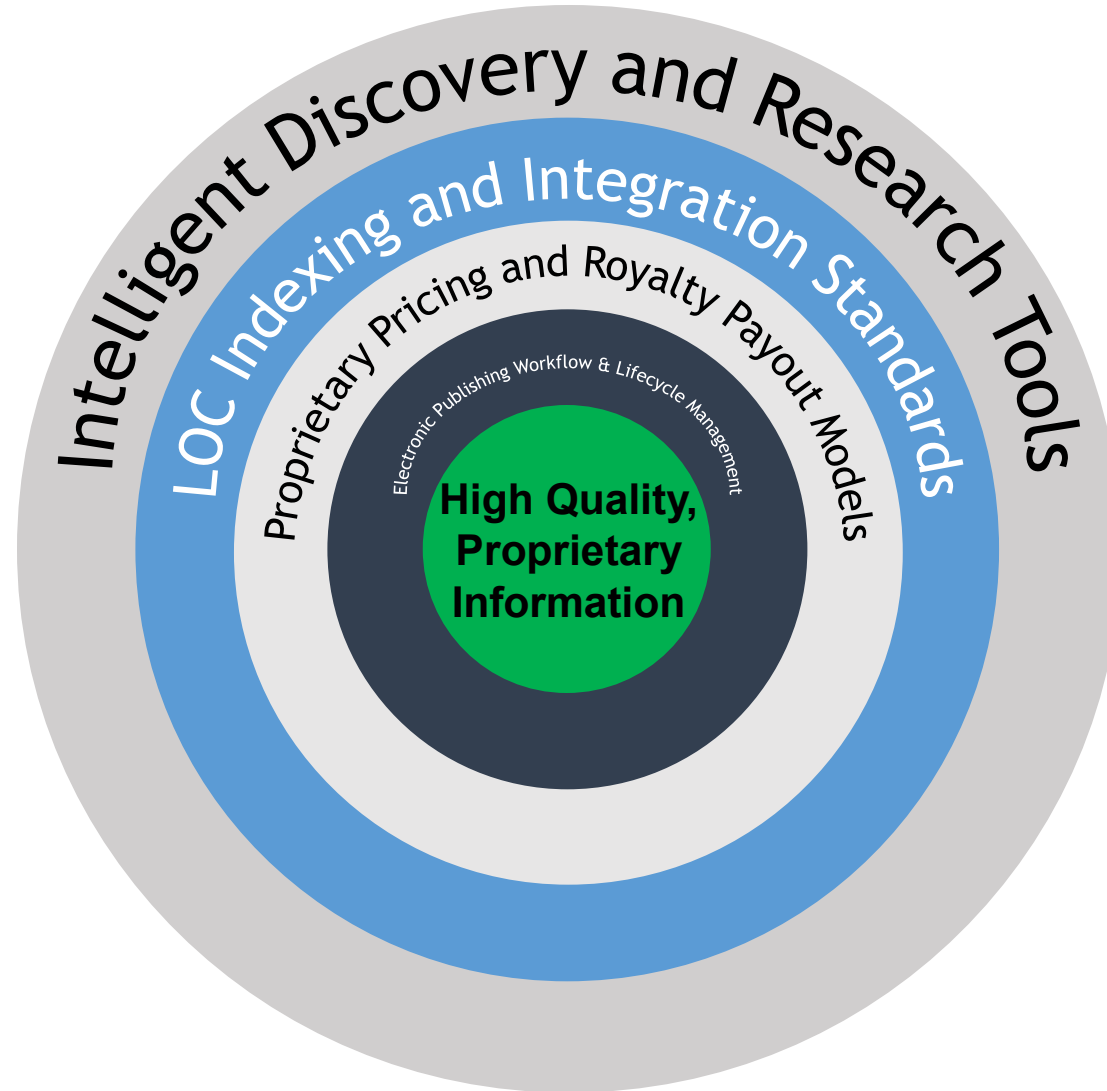 Intelligent Discovery and Research Tools
LOC Indexing and Integration Standards
Proprietary Pricing and Royalty Payout Models
Electronic Publishing Workflow & Lifecycle Management
High Quality,
Proprietary
Information